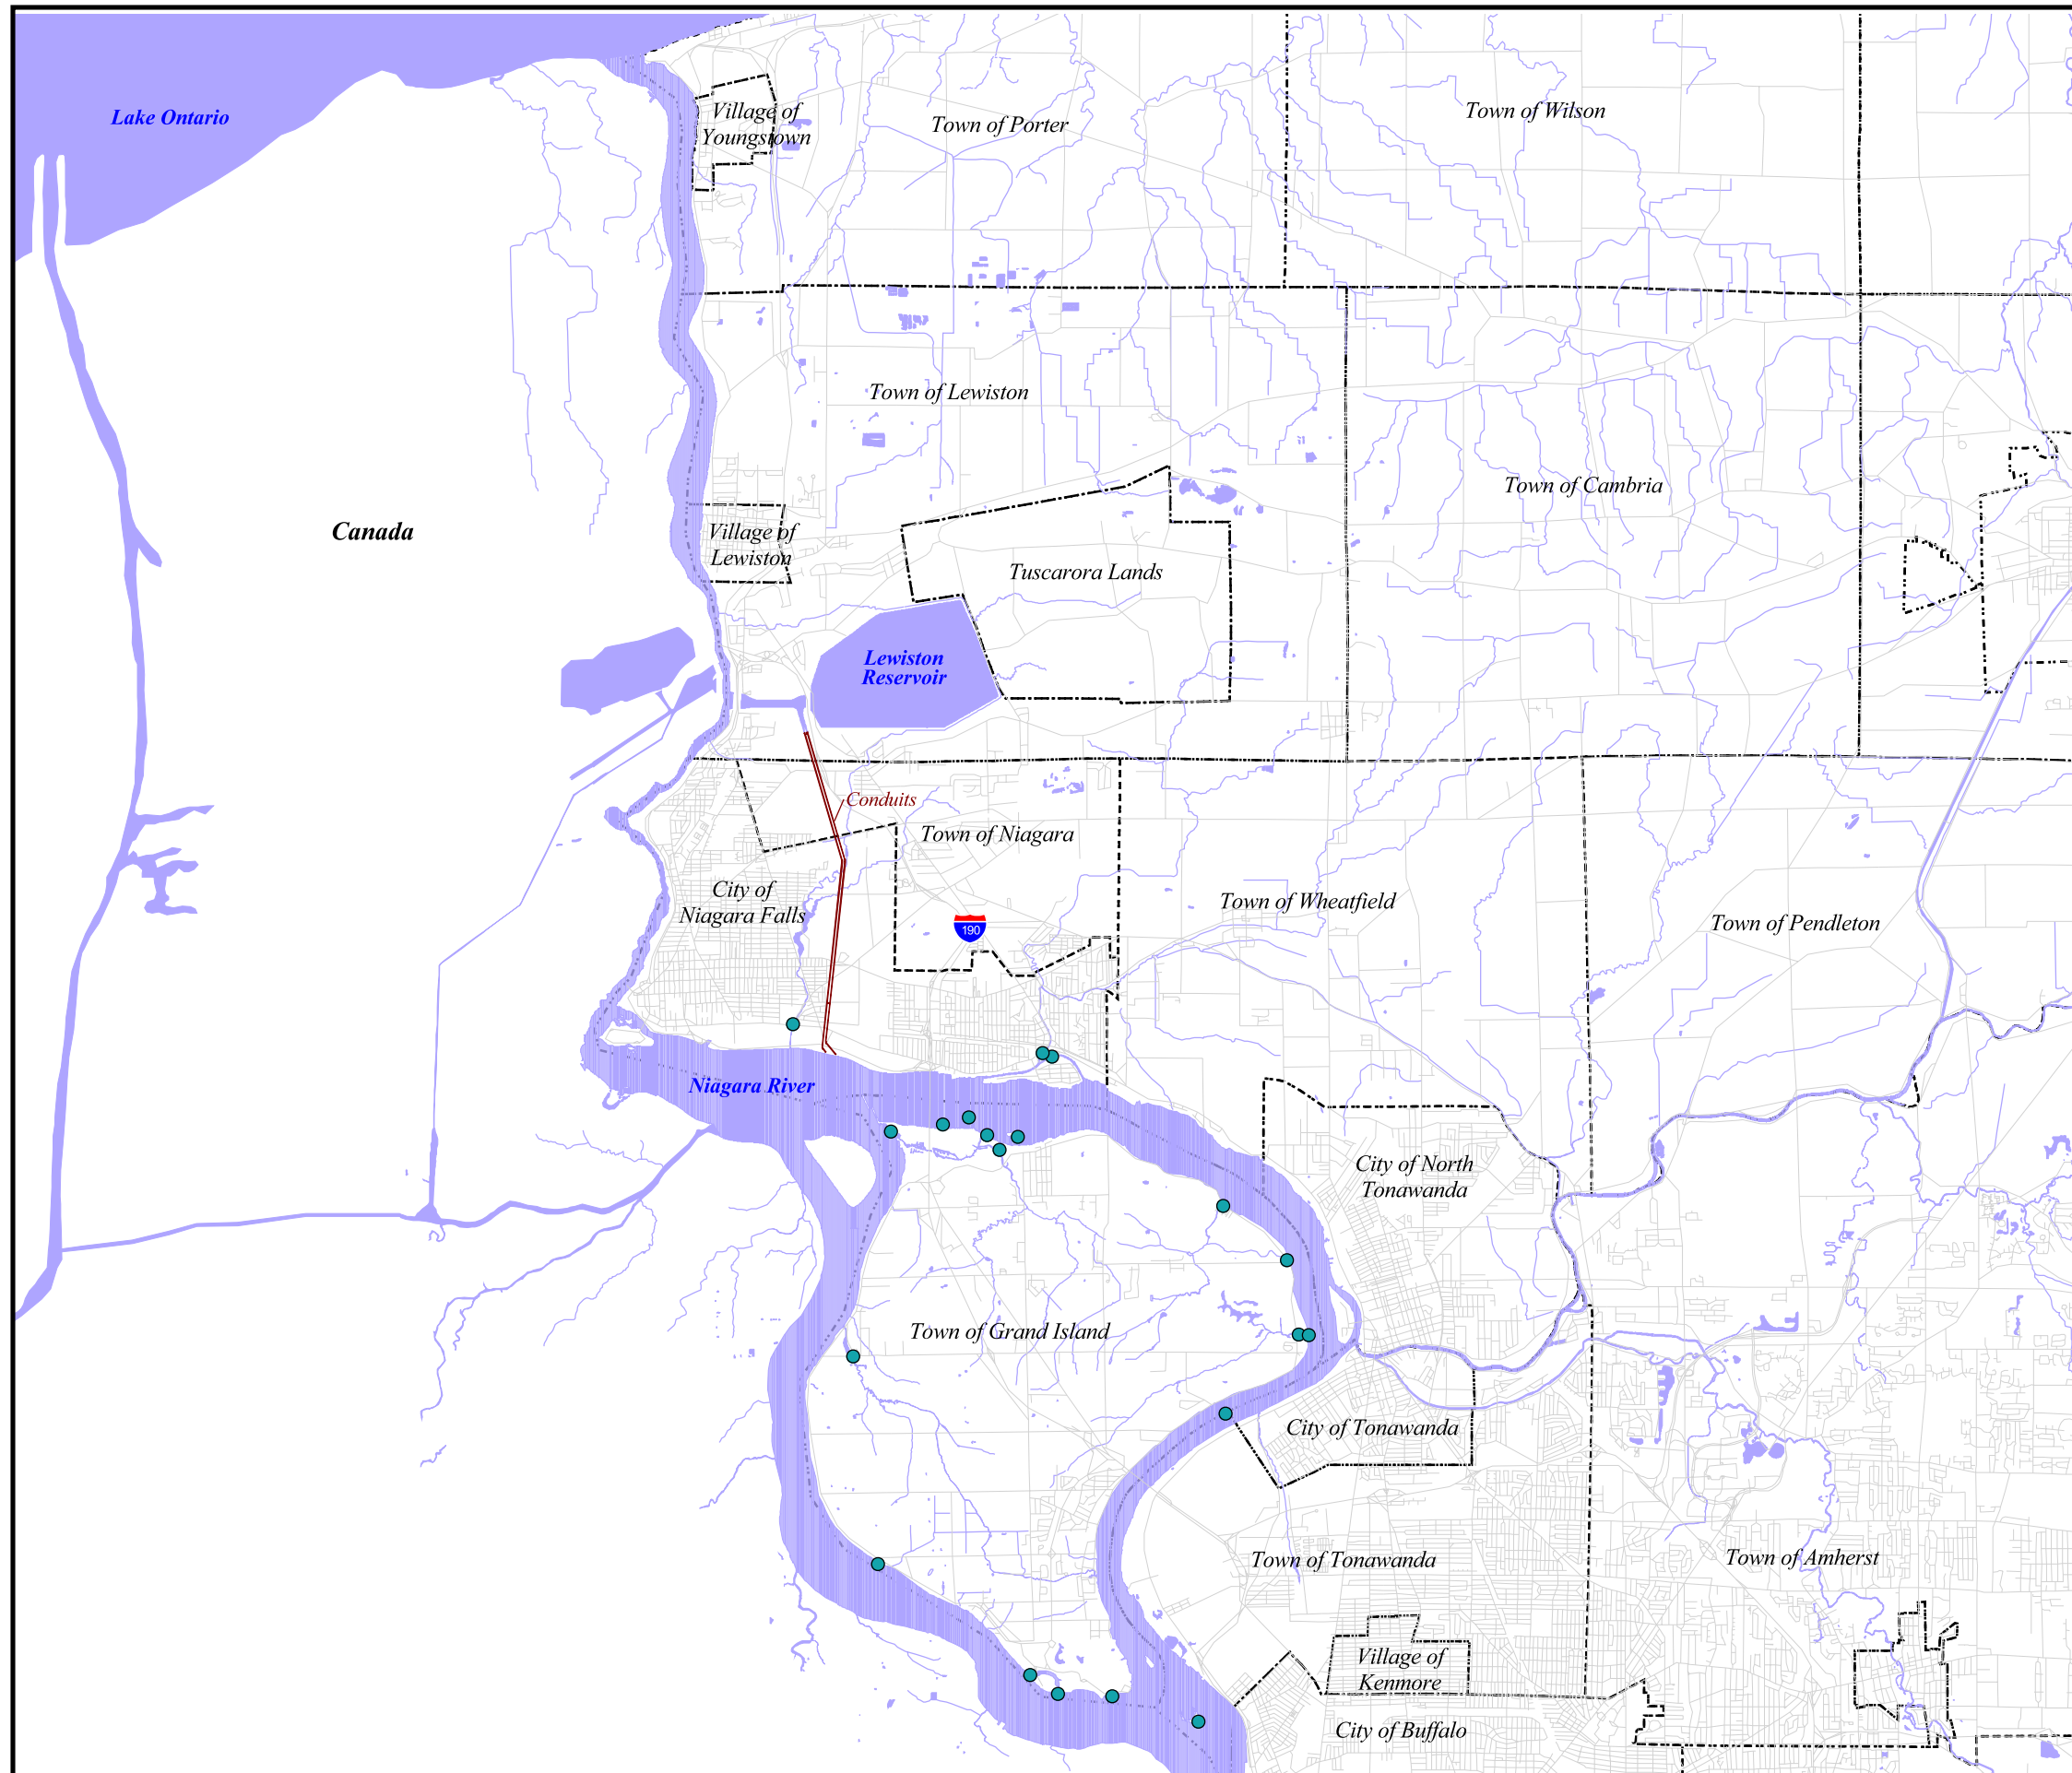 Lake Ontario
Village of
Youngstown
Town of Porter
Town of Wilson
Town of Lewiston
Town of Cambria
Canada
Village of
Lewiston
Tuscarora Lands
Lewiston
Reservoir
Conduits
Town of Niagara
City of
Niagara Falls
Town of Wheatfield
190
Town of Pendleton
Niagara River
City of North
Tonawanda
Town of Grand Island
City of Tonawanda
Town of Tonawanda
Town of Amherst
Village of
Kenmore
City of Buffalo